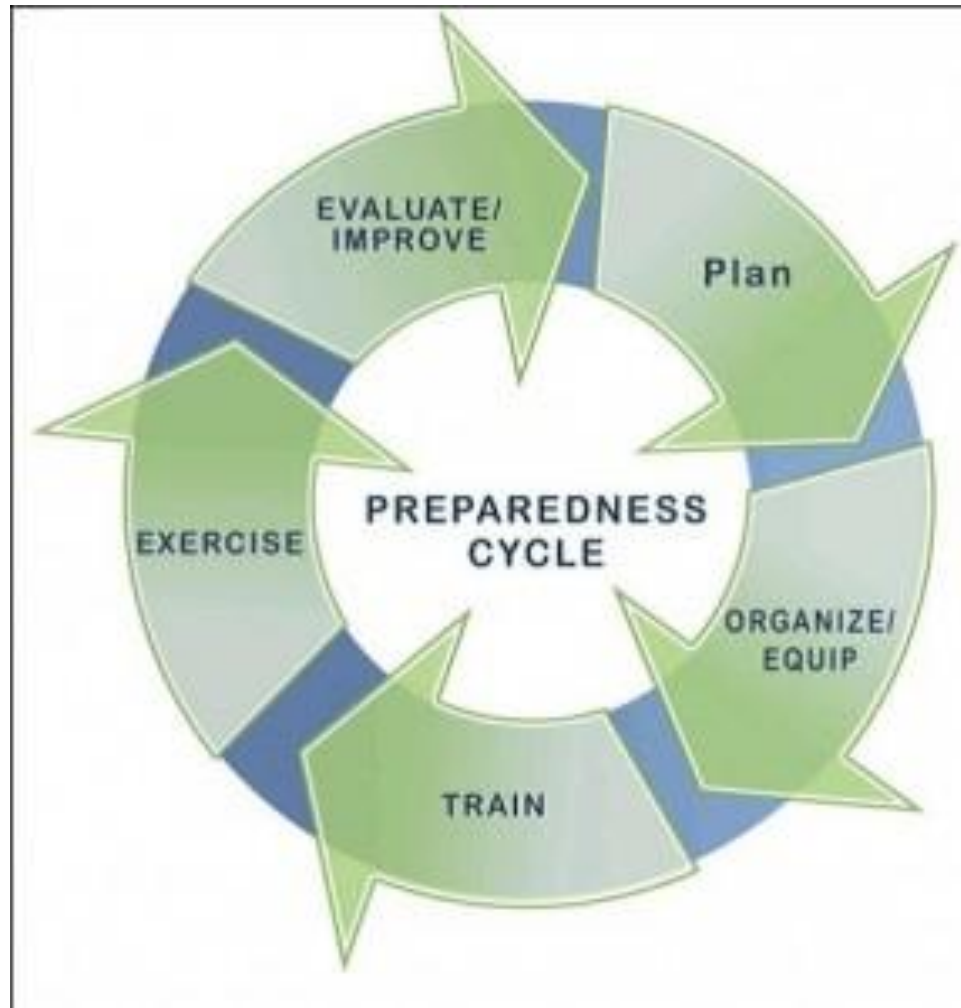 PREPAREDNESS
CYCLE
Plan
ORGANIZE/
EQUIP
TRAIN
EXERCISE
EVALUATE/
IMPROVE